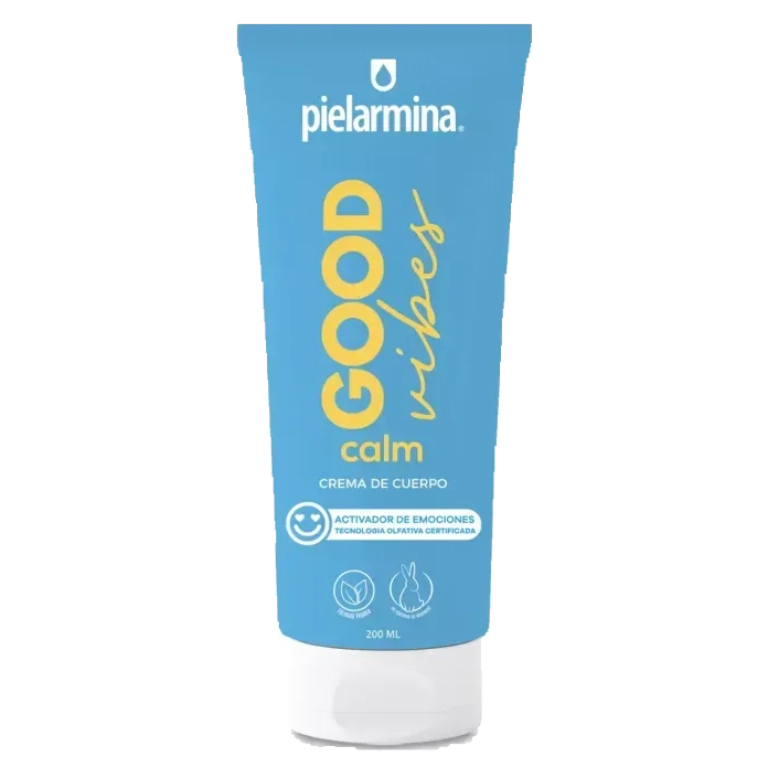 pielarmina®
GOOD
vibes
calm
CREMA DE CUERPO
ACTIVADOR DE EMOCIONES
TECNOLOGIA OLFATIVA CERTIFICADA
200 ML